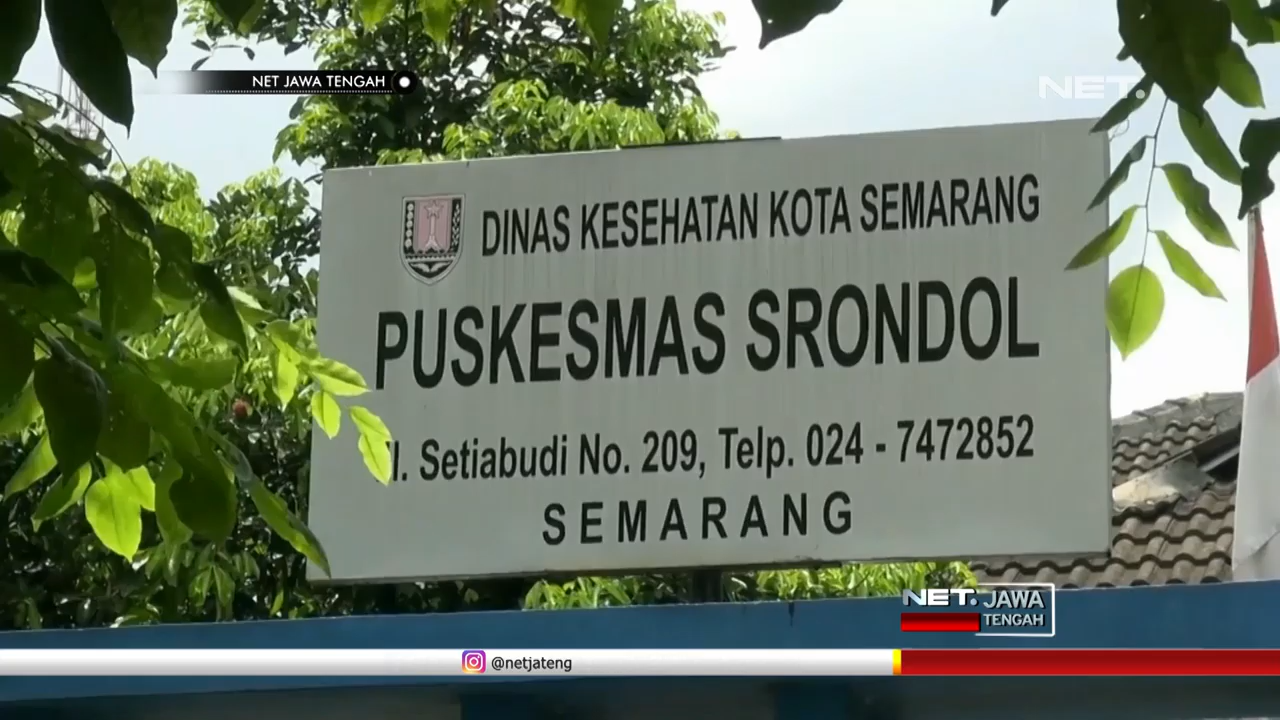 NET JAWA TENGAH
NET.
DINAS KESEHATAN KOTA SEMARANG
PUSKESMAS SRONDOL
l. Setiabudi No. 209, Telp. 024 - 7472852
SEMARANG
NET. JAWA
TENGAH
@netjateng